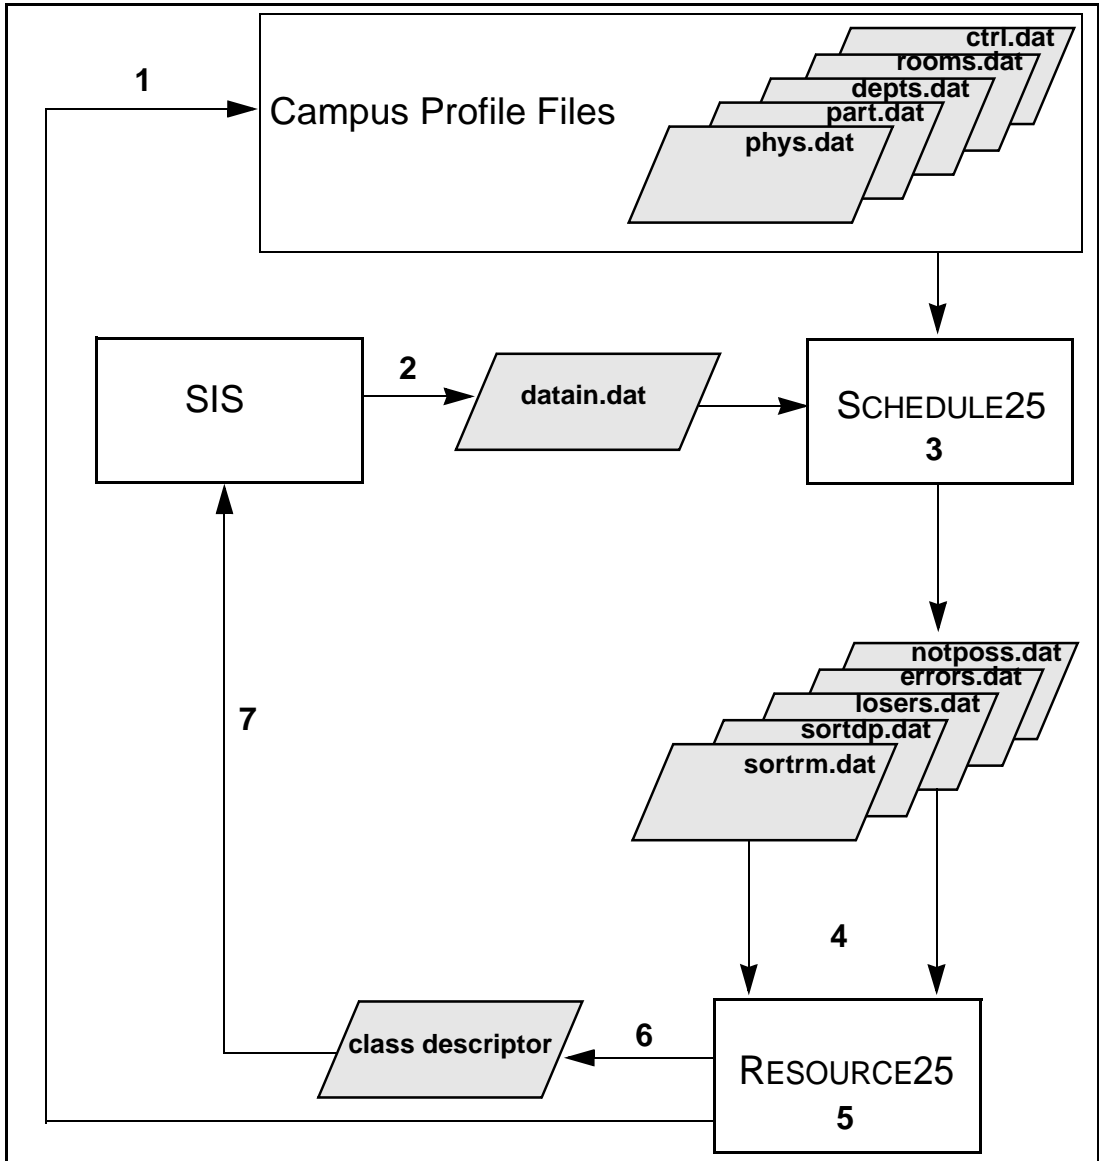 ctrl.dat
rooms.dat
depts.dat
part.dat
phys.dat
1
Campus Profile Files
SIS
2
datain.dat
SCHEDULE25
3
notposs.dat
errors.dat
losers.dat
sortdp.dat
sortrm.dat
7
4
class descriptor
6
RESOURCE25
5